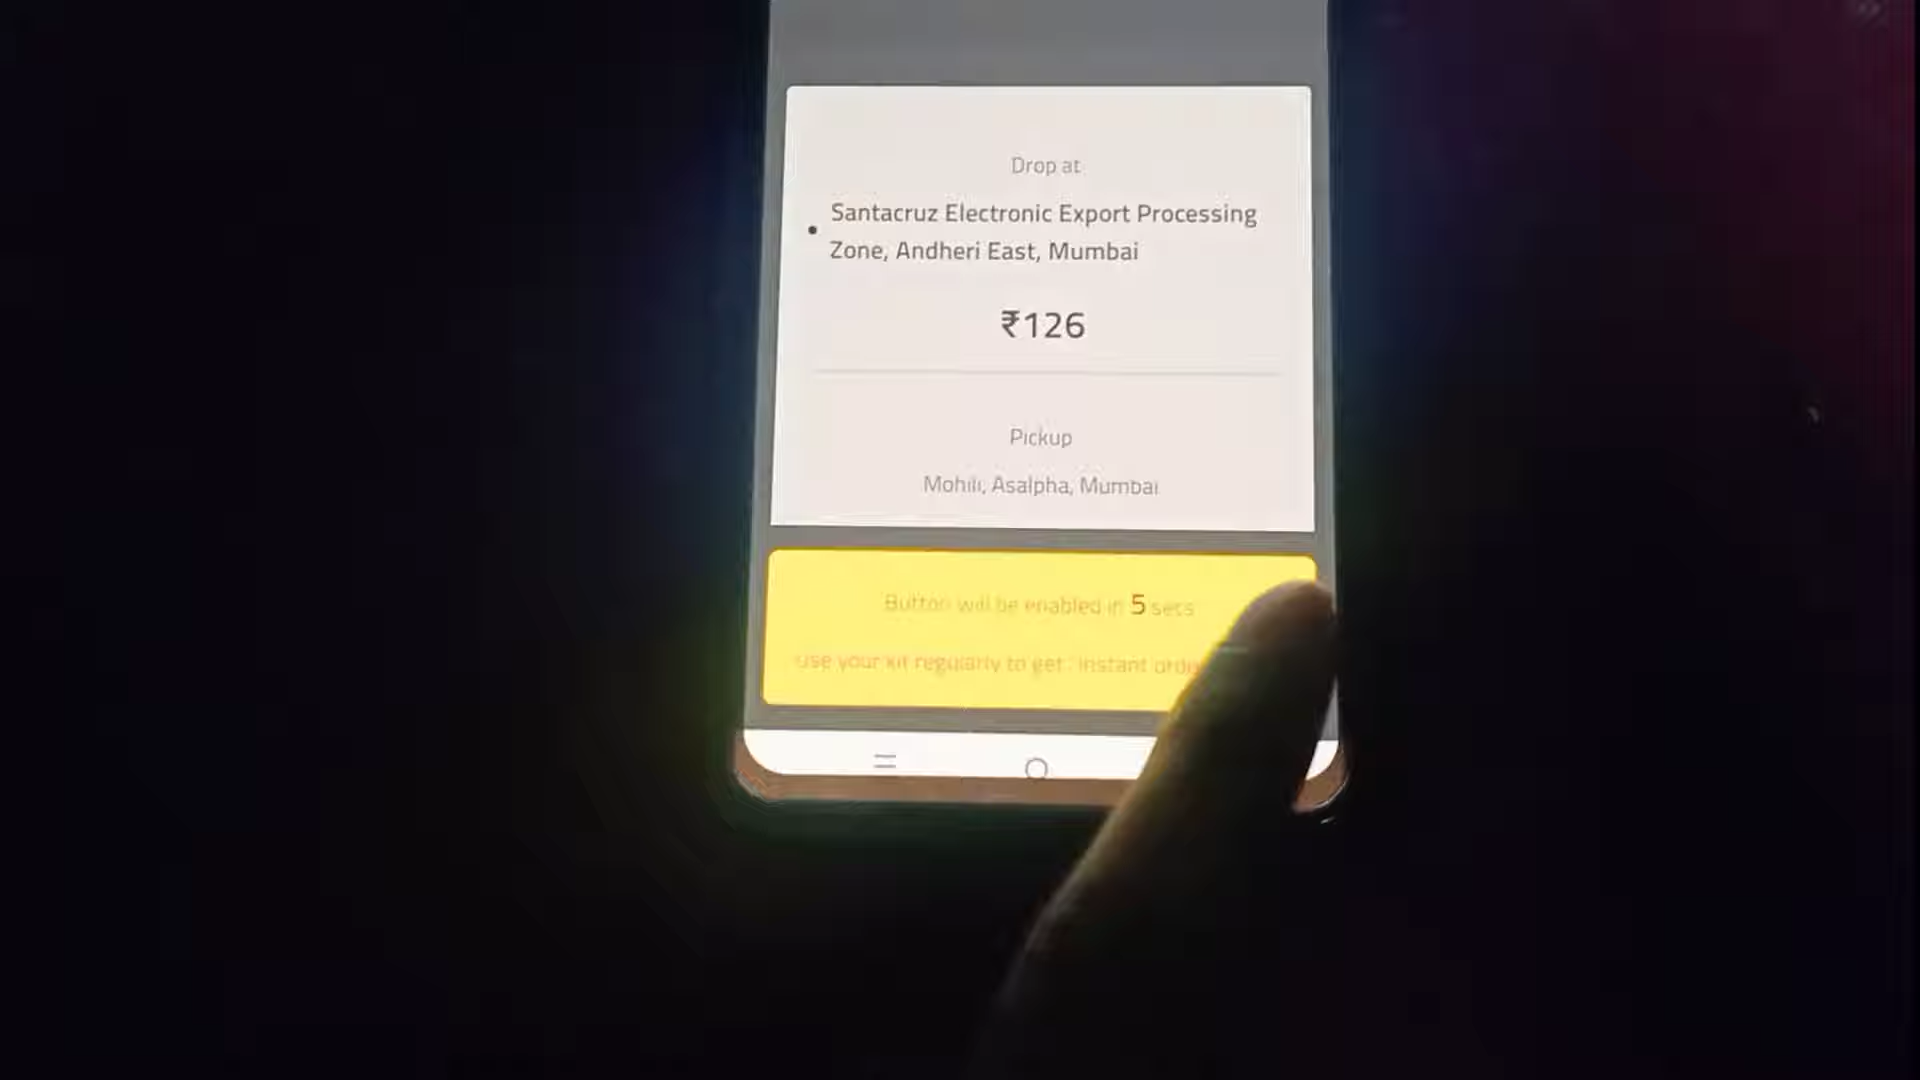 Drop at
Santacruz Electronic Export Processing
Zone, Andheri East, Mumbai
₹126
Pickup
Mohili, Asalpha, Mumbai
Button will be enabled in 5 secs
use your kit regularly to get instant